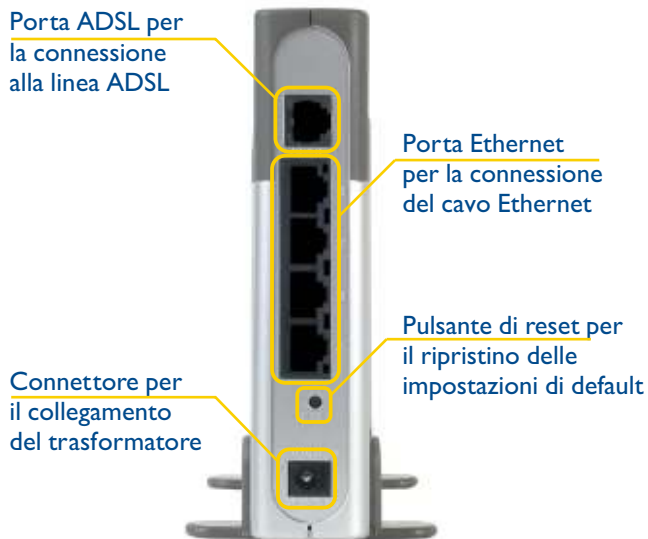 Porta ADSL per
la connessione
alla linea ADSL
Porta Ethernet
per la connessione
del cavo Ethernet
Pulsante di reset per
il ripristino delle
impostazioni di default
Connettore per
il collegamento
del trasformatore